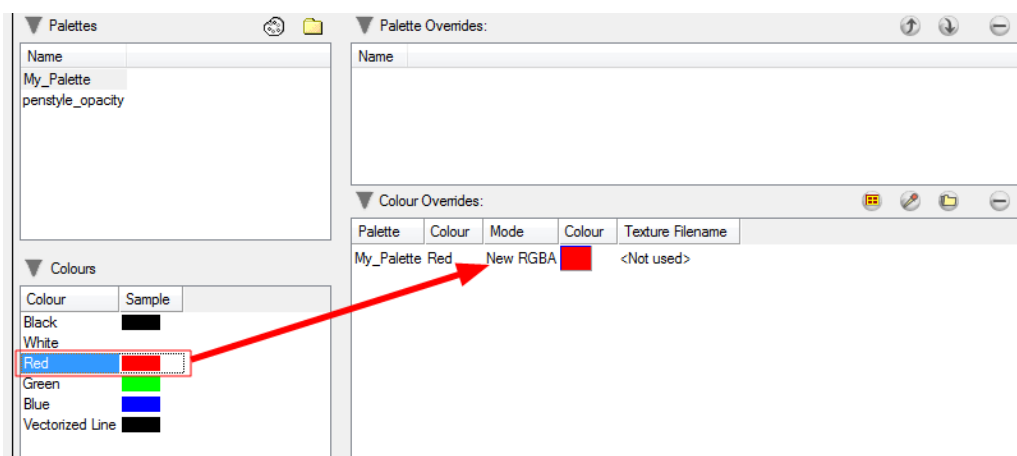 Palettes
Name
My_Palette
penstyle_opacity
Colours
Colour Sample
Black
White
Red
Green
Blue
Vectorized Line
Palette Overrides:
Name
Colour Overrides:
Palette Colour Mode Colour Texture Filename
My_Palette Red New RGBA <Not used>